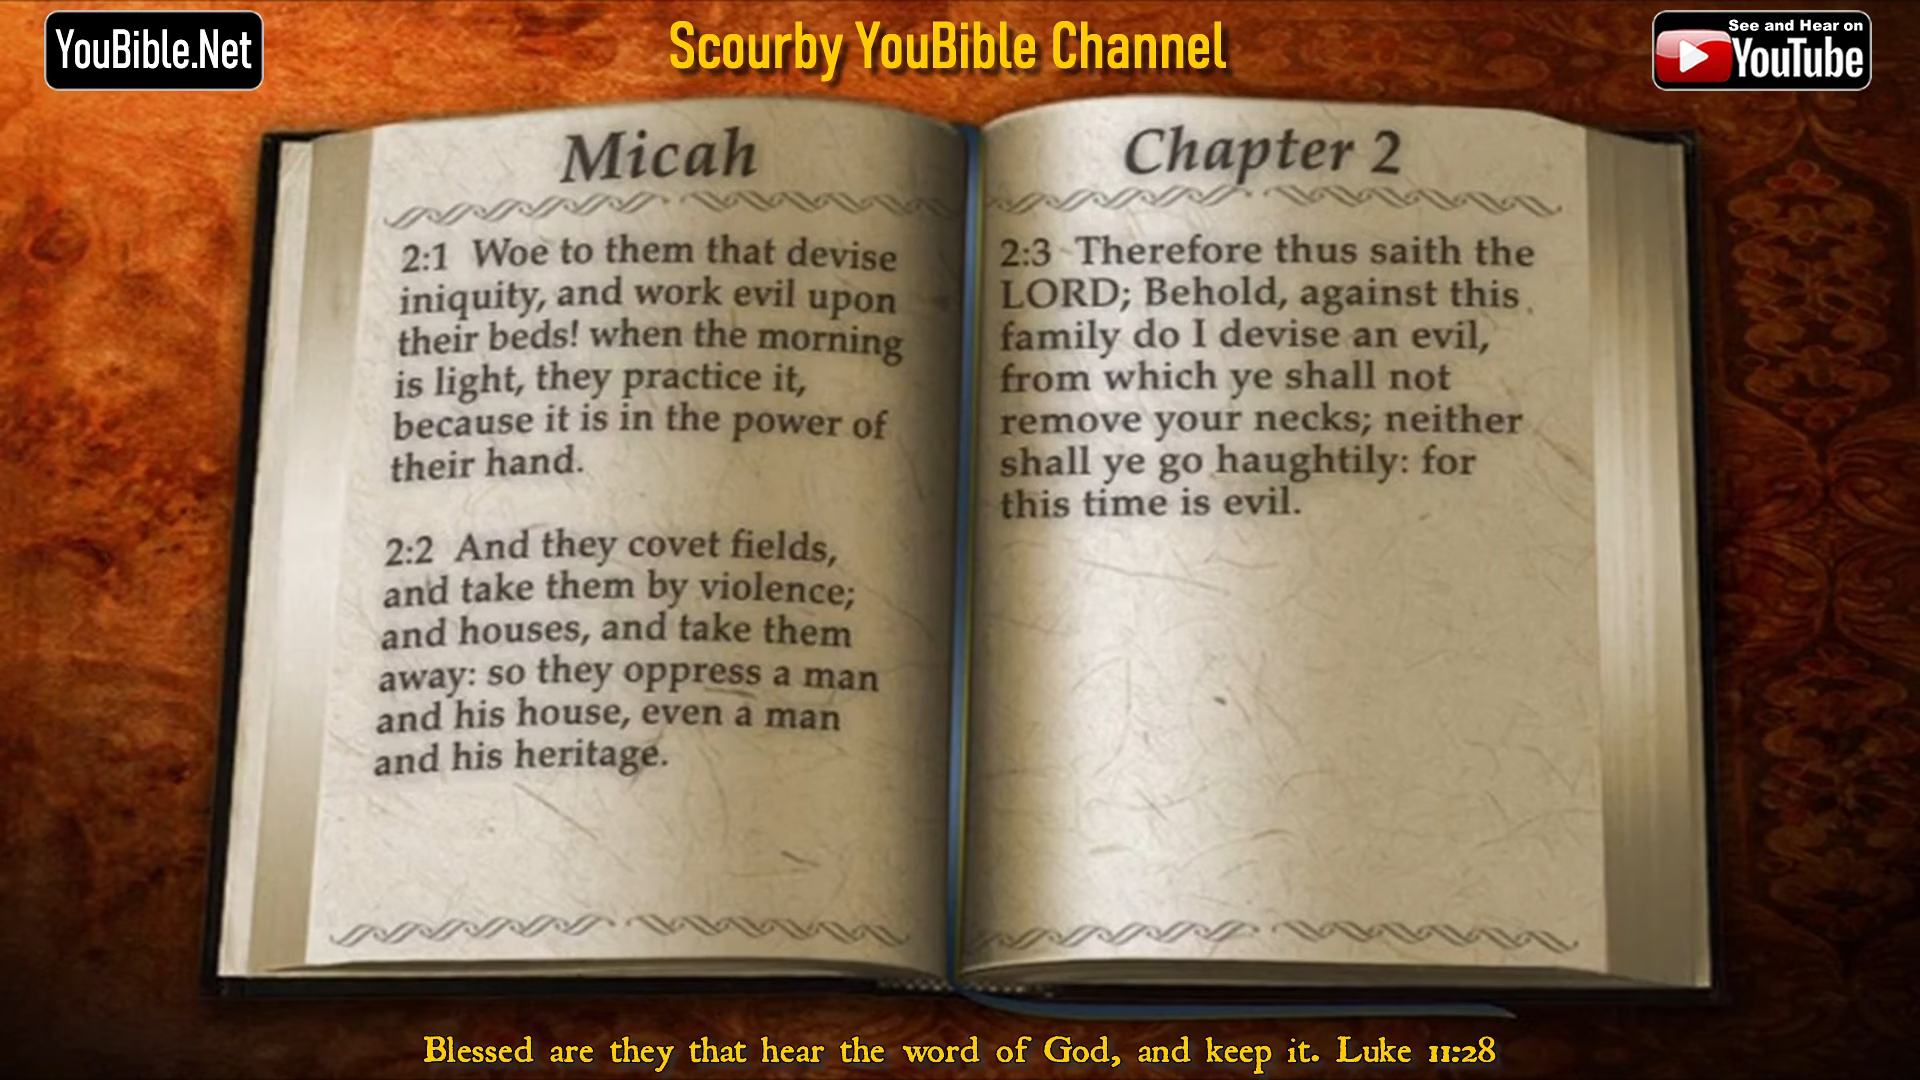 YouBible.Net
Scourby YouBible Channel
See and Hear on
YouTube
Micah
2:1 Woe to them that devise
iniquity, and work evil upon
their beds! when the morning
is light, they practice it,
because it is in the power of
their hand.
2:2 And they covet fields,
and take them by violence;
and houses, and take them
away: so they oppress a man
and his house, even a man
and his heritage.
Chapter 2
2:3 Therefore thus saith the
LORD; Behold, against this
family do I devise an evil,
from which ye shall not
remove your necks; neither
shall ye go haughtily: for
this time is evil.
Blessed are they that hear the word of God, and keep it. Luke 11:28